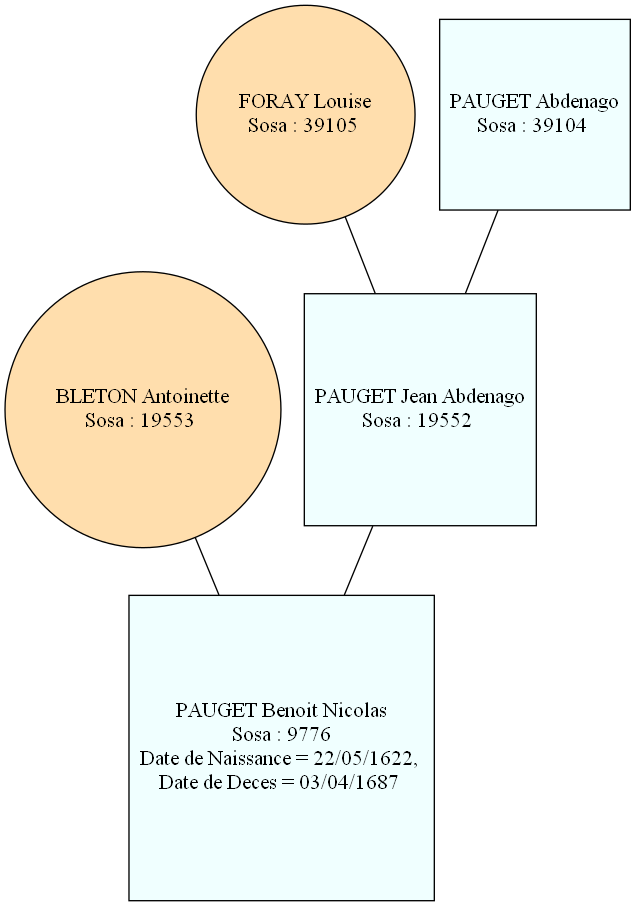 FORAY Louise
Sosa : 39105
PAUGET Abdenago
Sosa : 39104
BLETON Antoinette
Sosa : 19553
PAUGET Jean Abdenago
Sosa : 19552
PAUGET Benoit Nicolas
Sosa : 9776
Date de Naissance = 22/05/1622,
Date de Deces = 03/04/1687